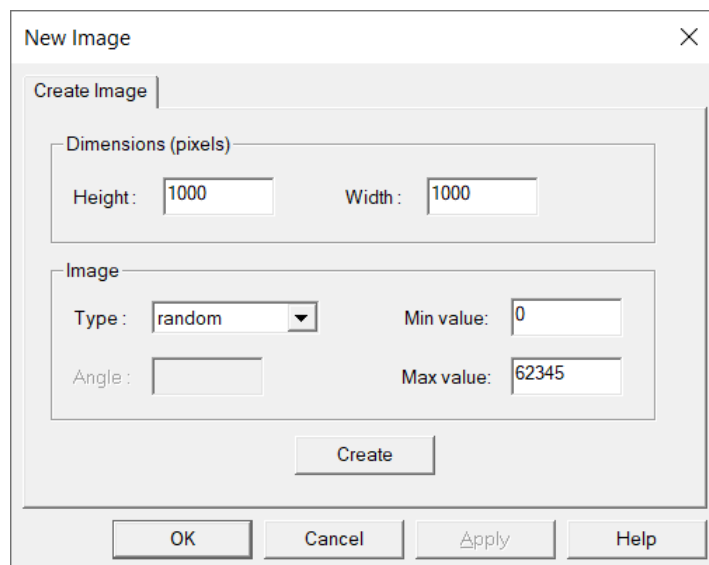 New Image
Create Image
Dimensions (pixels)
Height : 1000 Width : 1000
Image
Type : random Min value: 0
Angle : Max value: 62345
Create
OK Cancel Apply Help